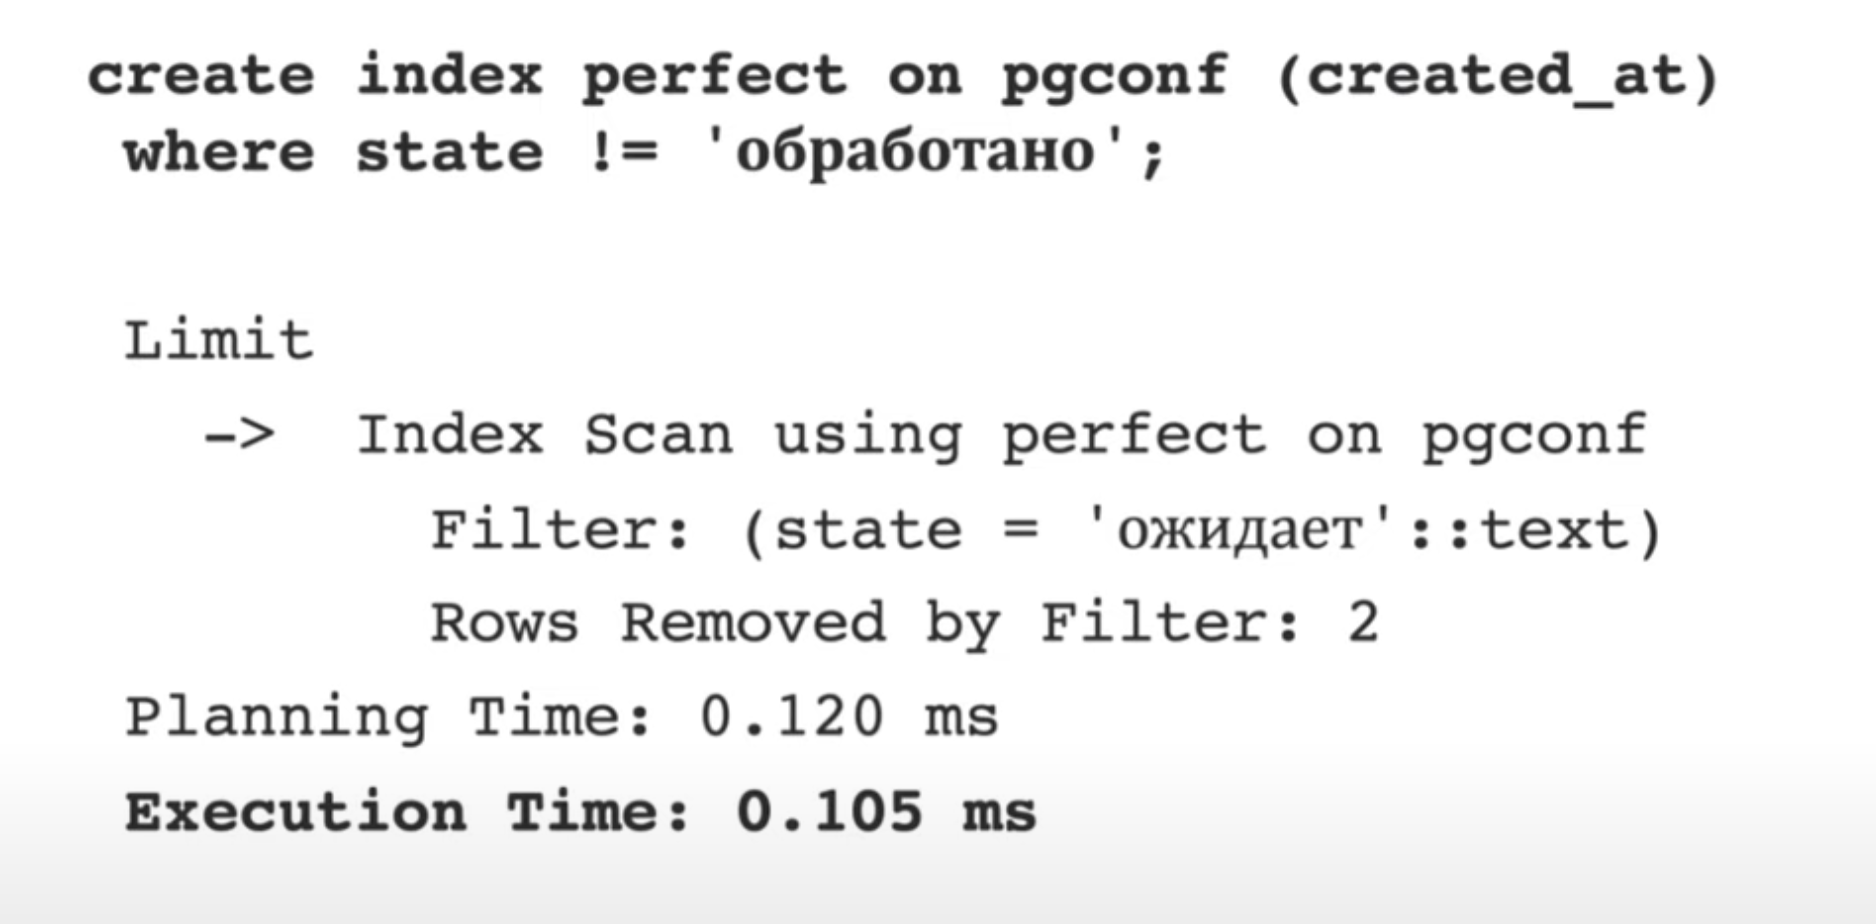 create index perfect on pgconf (created_at)
where state != 'обработано';
Limit
-> Index Scan using perfect on pgconf
Filter: (state = 'ожидает'::text)
Rows Removed by Filter: 2
Planning Time: 0.120 ms
Execution Time: 0.105 ms